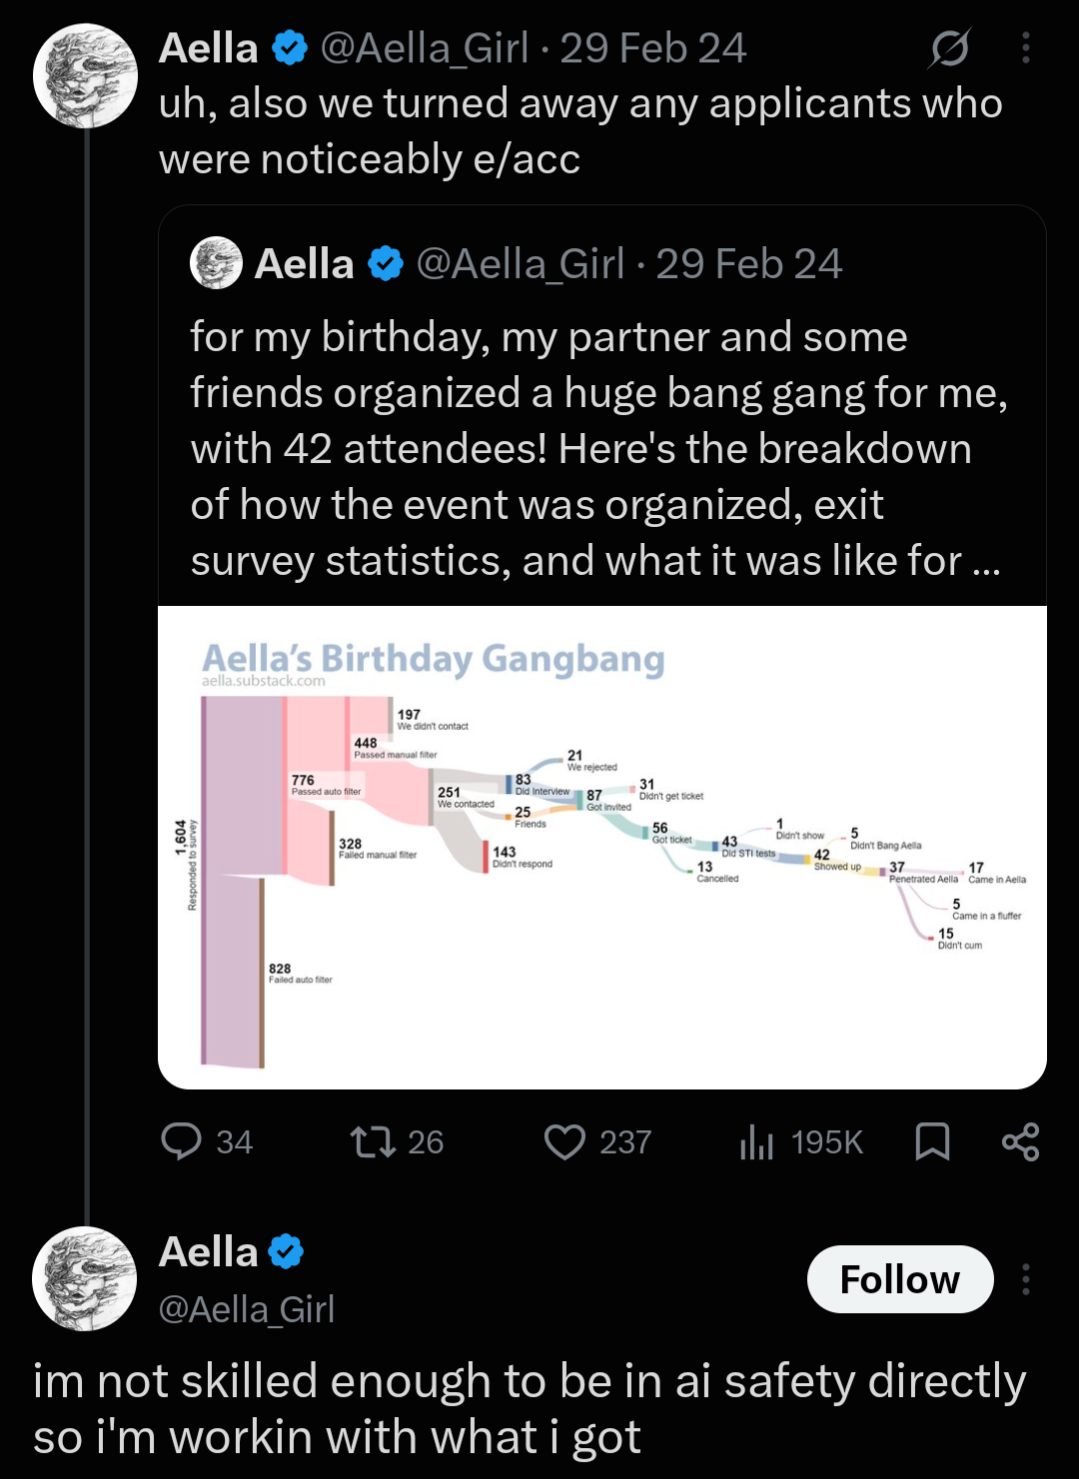 Aella @Aella_Girl · 29 Feb 24
uh, also we turned away any applicants who
were noticeably e/acc
Aella @Aella_Girl · 29 Feb 24
for my birthday, my partner and some
friends organized a huge bang gang for me,
with 42 attendees! Here's the breakdown
of how the event was organized, exit
survey statistics, and what it was like for ...
Aella's Birthday Gangbang
aella.substack.com
1,604
Responded to survey
776
Passed auto filter
828
Failed auto filter
448
Passed manual filter
328
Failed manual filter
197
We didn't contact
251
We contacted
143
Didn't respond
83
Did Interview
25
Friends
21
We rejected
87
Got invited
31
Didn't get ticket
56
Got ticket
13
Cancelled
43
Did STI tests
1
Didn't show
42
Showed up
5
Didn't Bang Aella
37
Penetrated Aella
17
Came in Aella
5
Came in a fluffer
15
Didn't cum
34 26 237 195K
Aella
@Aella_Girl
Follow
im not skilled enough to be in ai safety directly
so i'm workin with what i got